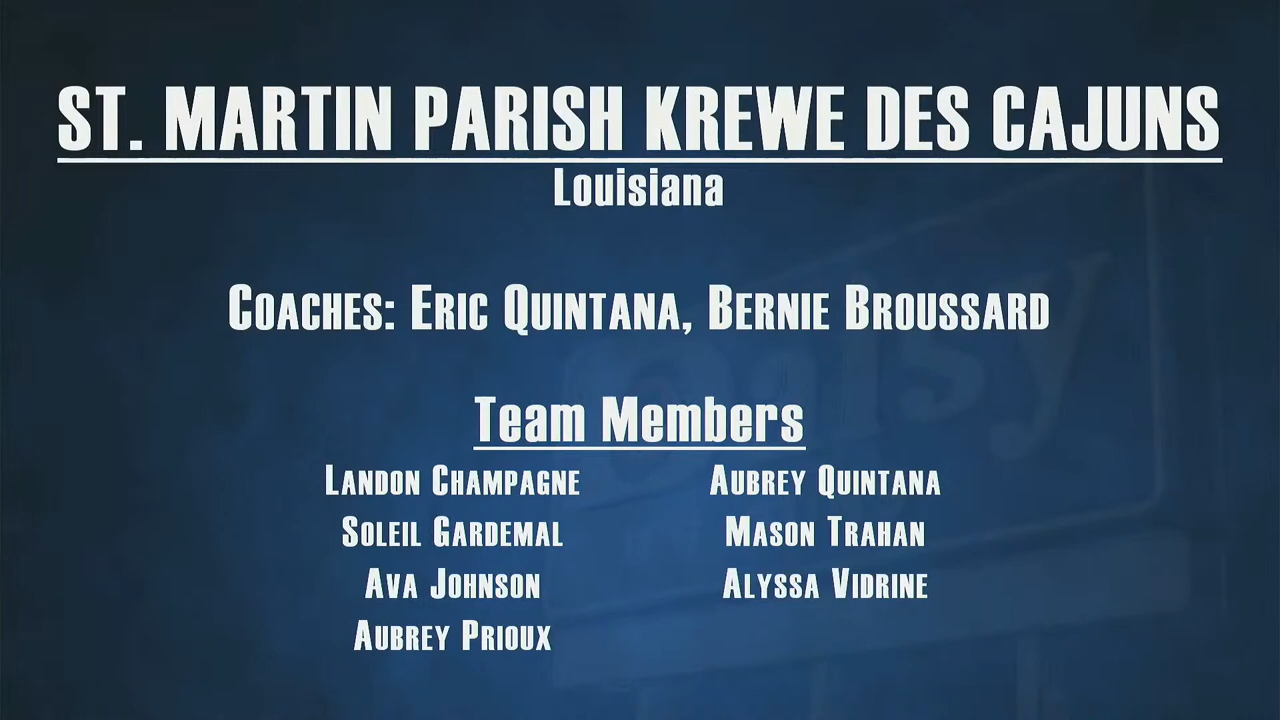 ST. MARTIN PARISH KREWE DES CAJUNS
Louisiana
COACHES: ERIC QUINTANA, BERNIE BROUSSARD
Team Members
LANDON CHAMPAGNE
SOLEIL GARDEMAL
AVA JOHNSON
AUBREY PRIOUX
AUBREY QUINTANA
MASON TRAHAN
ALYSSA VIDRINE
Daisy